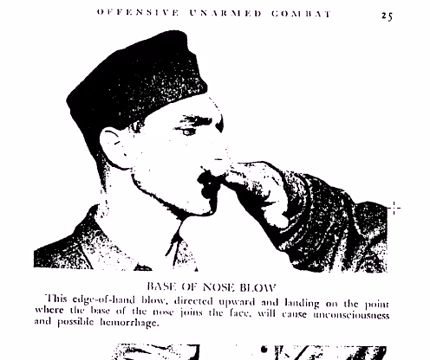 OFFENSIVE UNARMED COMBAT 25
BASE OF NOSE BLOW
This edge-of-hand blow, directed upward and landing on the point
where the base of the nose joins the face, will cause unconsciousness
and possible hemorrhage.